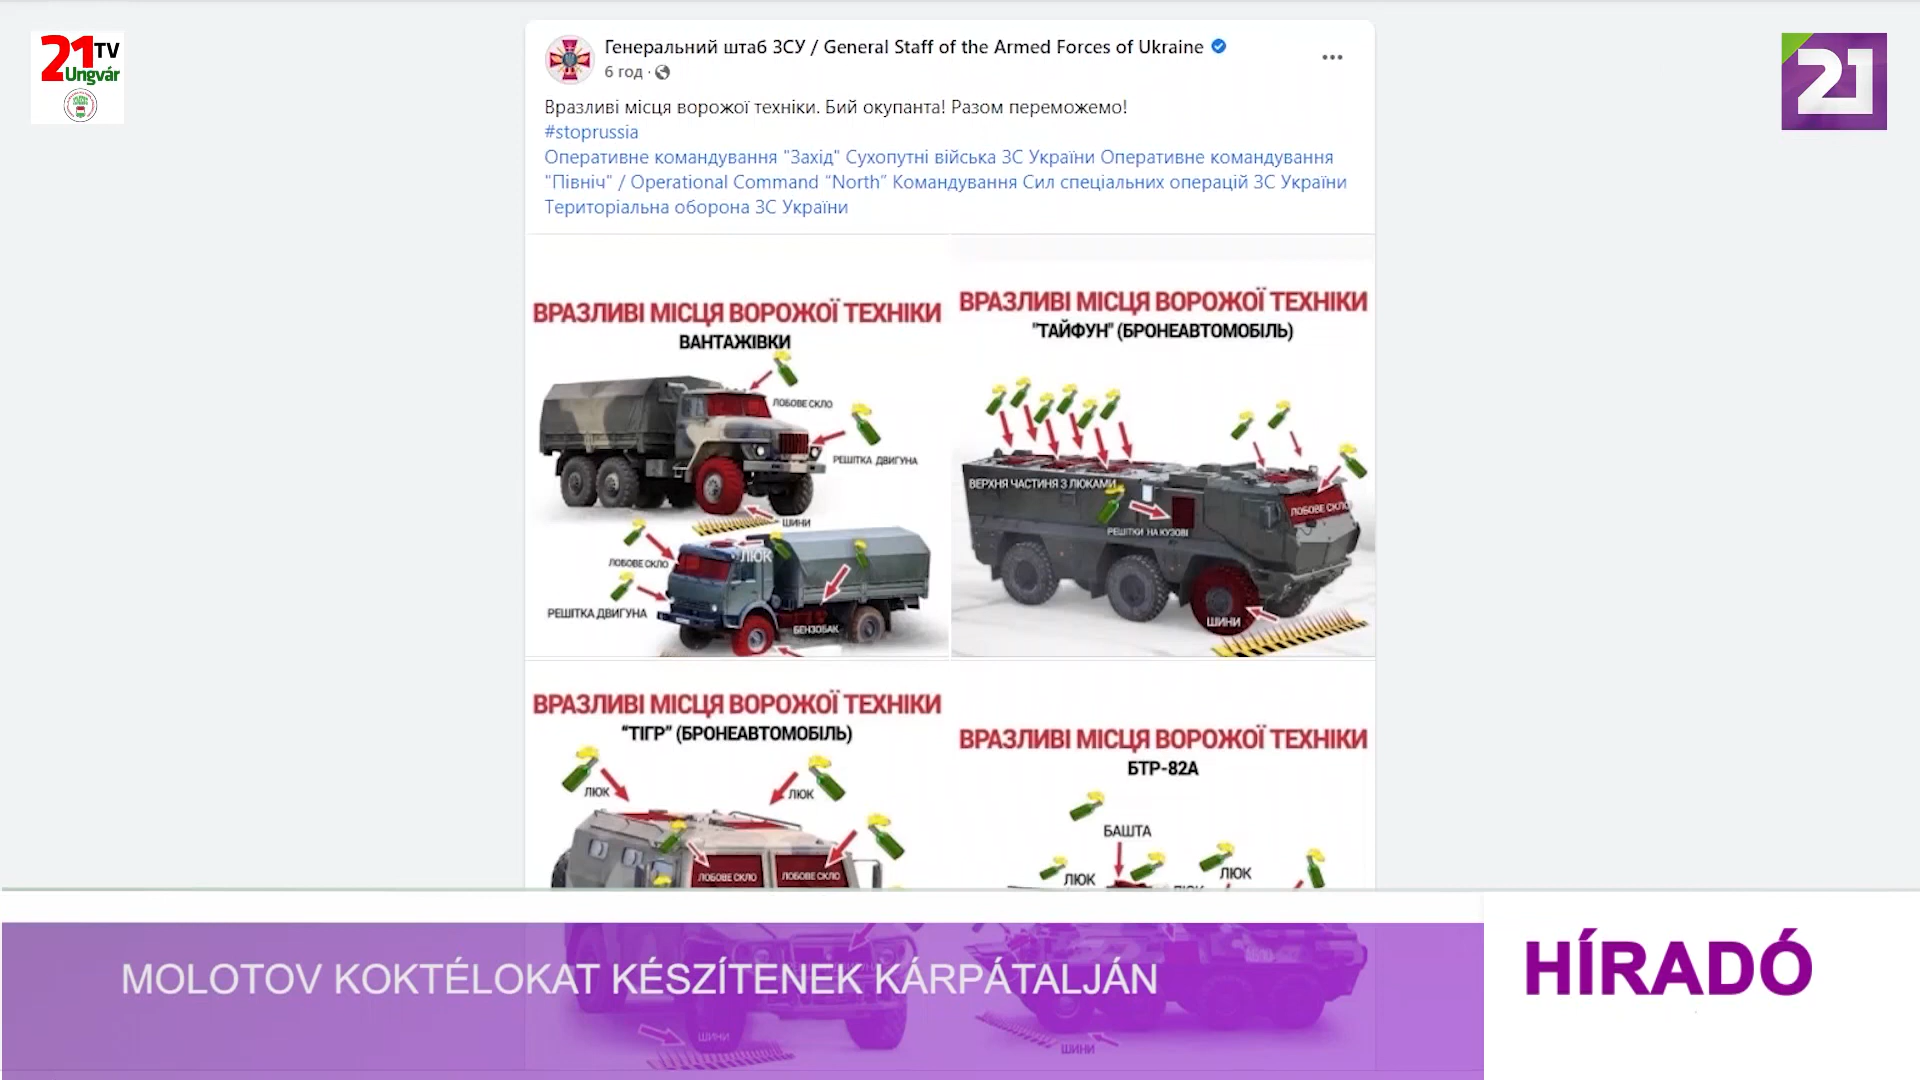 21 TV
Ungvár
21
Генеральний штаб ЗСУ / General Staff of the Armed Forces of Ukraine
6 год ·
Вразливі місця ворожої техніки. Бий окупанта! Разом переможемо!
#stoprussia
Оперативне командування "Захід" Сухопутні війська ЗС України Оперативне командування
"Північ" / Operational Command “North” Командування Сил спеціальних операцій ЗС України
Територіальна оборона ЗС України
ВРАЗЛИВІ МІСЦЯ ВОРОЖОЇ ТЕХНІКИ
ВАНТАЖІВКИ
ЛОБОВЕ СКЛО
РЕШІТКА ДВИГУНА
ШИНИ
ЛЮК
ЛОБОВЕ СКЛО
РЕШІТКА ДВИГУНА
БЕНЗОБАК
ВРАЗЛИВІ МІСЦЯ ВОРОЖОЇ ТЕХНІКИ
"ТАЙФУН" (БРОНЕАВТОМОБІЛЬ)
ВЕРХНЯ ЧАСТИНЯ З ЛЮКАМИ
ЛОБОВЕ СКЛО
РЕШІТКИ НА КУЗОВІ
ШИНИ
ВРАЗЛИВІ МІСЦЯ ВОРОЖОЇ ТЕХНІКИ
“ТІГР” (БРОНЕАВТОМОБІЛЬ)
ЛЮК
ЛЮК
ЛОБОВЕ СКЛО
ЛОБОВЕ СКЛО
ШИНИ
ВРАЗЛИВІ МІСЦЯ ВОРОЖОЇ ТЕХНІКИ
БТР-82А
БАШТА
ЛЮК
ЛЮК
ЛЮК
ШИНИ
MOLOTOV KOKTÉLOKAT KÉSZÍTENEK KÁRPÁTALJÁN
HÍRADÓ